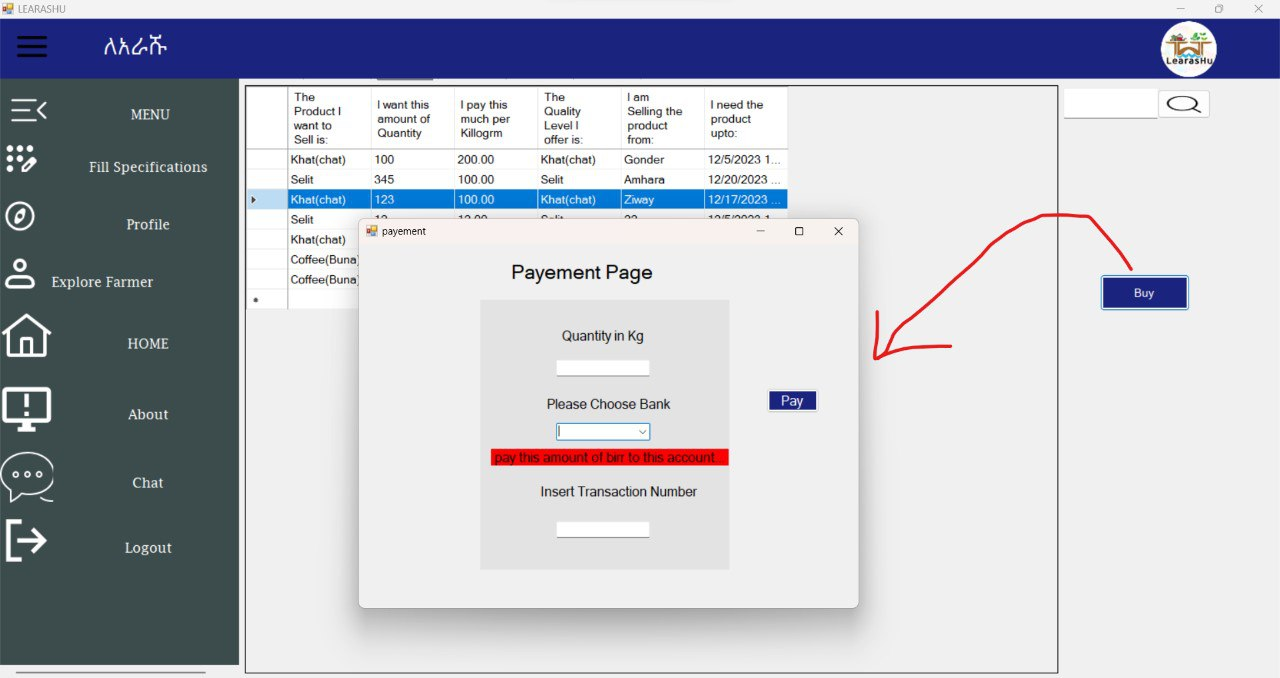 LEARASHU
ለአራሹ
LearasHu
MENU
Fill Specifications
Profile
Explore Farmer
HOME
About
Chat
Logout
The Product I want to Sell is:
I want this amount of Quantity
I pay this much per Killogrm
The Quality Level I offer is:
I am Selling the product from:
I need the product upto:
Khat(chat) 100 200.00 Khat(chat) Gonder 12/5/2023 1...
Selit 345 100.00 Selit Amhara 12/20/2023 ...
Khat(chat) 123 100.00 Khat(chat) Ziway 12/17/2023 ...
Selit
Khat(chat)
Coffee(Buna)
Coffee(Buna)
payement
Payement Page
Quantity in Kg
Please Choose Bank
pay this amount of birr to this account...
Insert Transaction Number
Pay
Buy